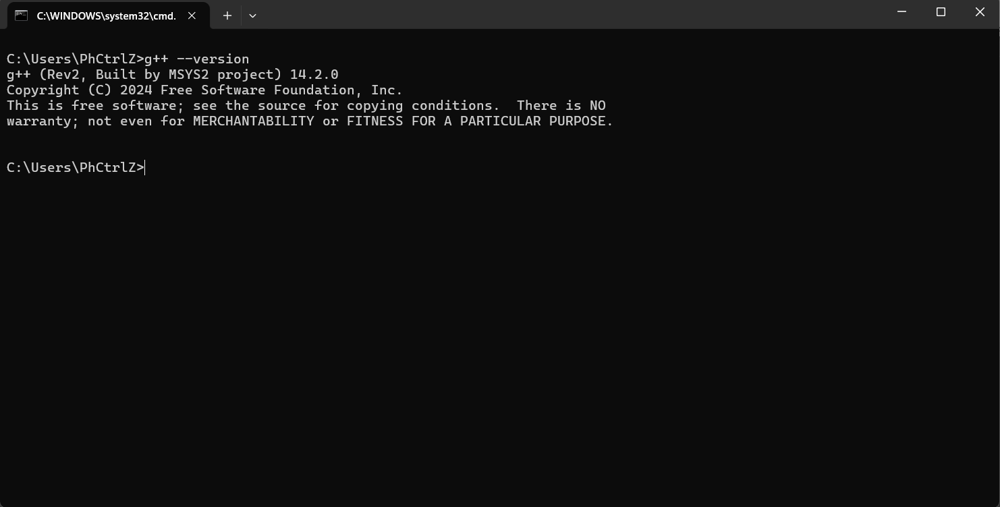 C:\WINDOWS\system32\cmd.
C:\Users\PhCtrlZ>g++ --version
g++ (Rev2, Built by MSYS2 project) 14.2.0
Copyright (C) 2024 Free Software Foundation, Inc.
This is free software; see the source for copying conditions.  There is NO
warranty; not even for MERCHANTABILITY or FITNESS FOR A PARTICULAR PURPOSE.
C:\Users\PhCtrlZ>